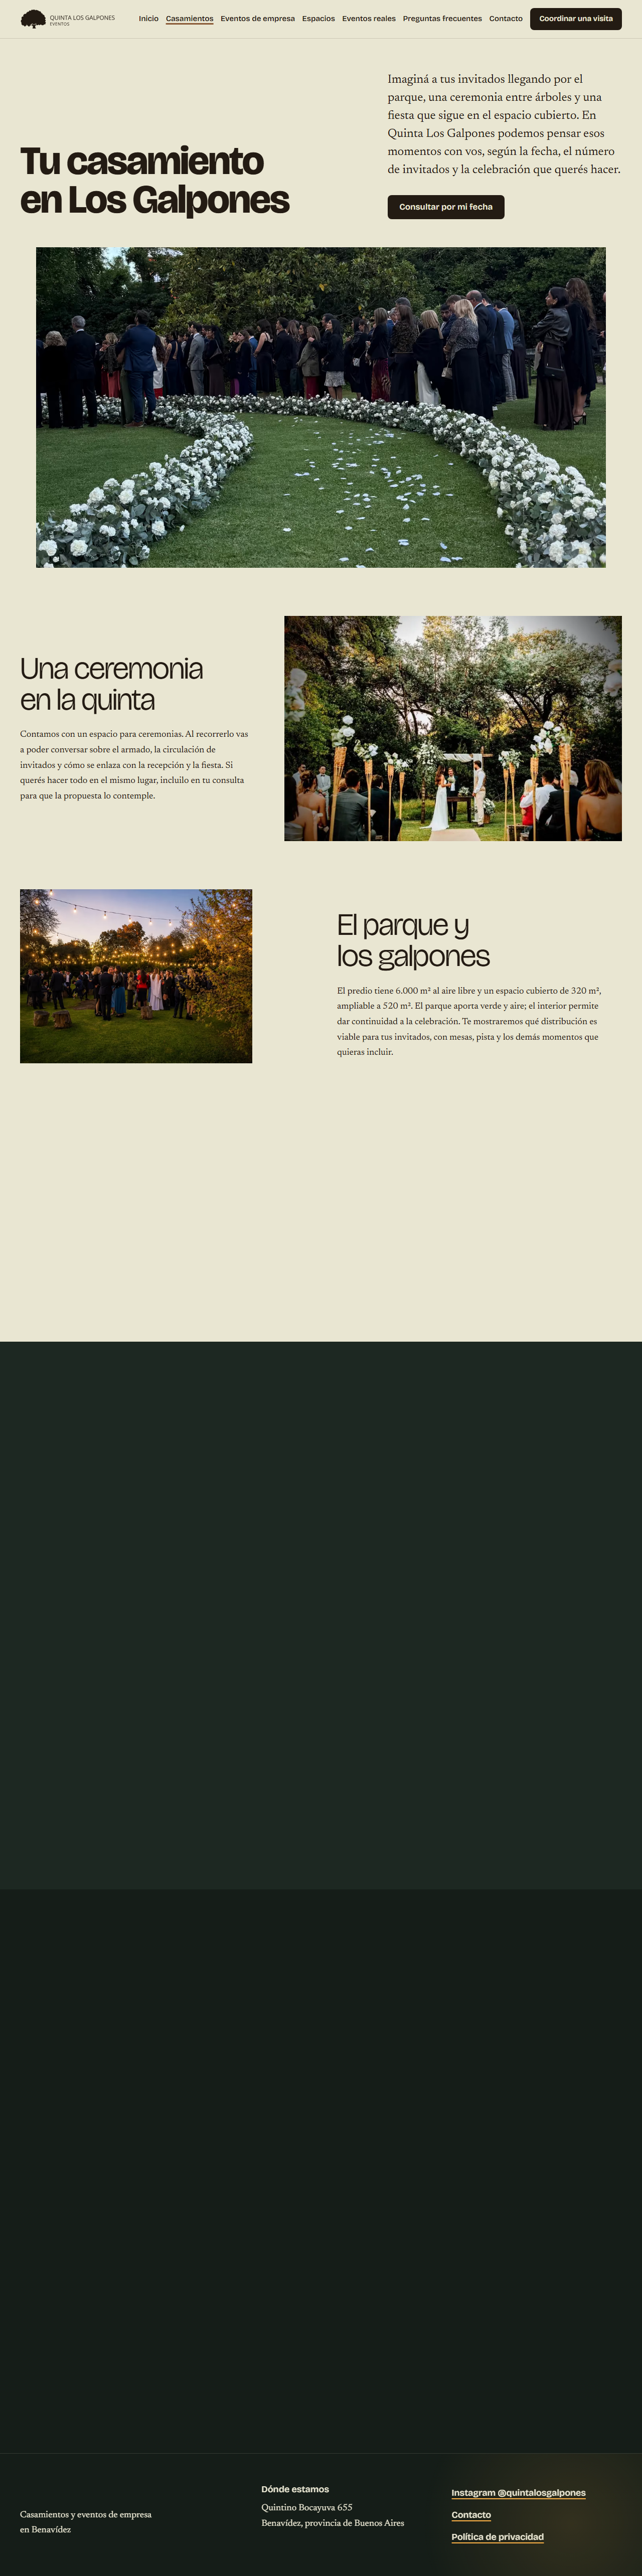 QUINTA LOS GALPONES
EVENTOS
Inicio
Casamientos
Eventos de empresa
Espacios
Eventos reales
Preguntas frecuentes
Contacto
Coordinar una visita
Tu casamiento
en Los Galpones
Imaginá a tus invitados llegando por el
parque, una ceremonia entre árboles y una
fiesta que sigue en el espacio cubierto. En
Quinta Los Galpones podemos pensar esos
momentos con vos, según la fecha, el número
de invitados y la celebración que querés hacer.
Consultar por mi fecha
Una ceremonia
en la quinta
Contamos con un espacio para ceremonias. Al recorrerlo vas
a poder conversar sobre el armado, la circulación de
invitados y cómo se enlaza con la recepción y la fiesta. Si
querés hacer todo en el mismo lugar, incluilo en tu consulta
para que la propuesta lo contemple.
El parque y
los galpones
El predio tiene 6.000 m² al aire libre y un espacio cubierto de 320 m²,
ampliable a 520 m². El parque aporta verde y aire; el interior permite
dar continuidad a la celebración. Te mostraremos qué distribución es
viable para tus invitados, con mesas, pista y los demás momentos que
quieras incluir.
Casamientos y eventos de empresa
en Benavídez
Dónde estamos
Quintino Bocayuva 655
Benavídez, provincia de Buenos Aires
Instagram @quintalosgalpones
Contacto
Política de privacidad